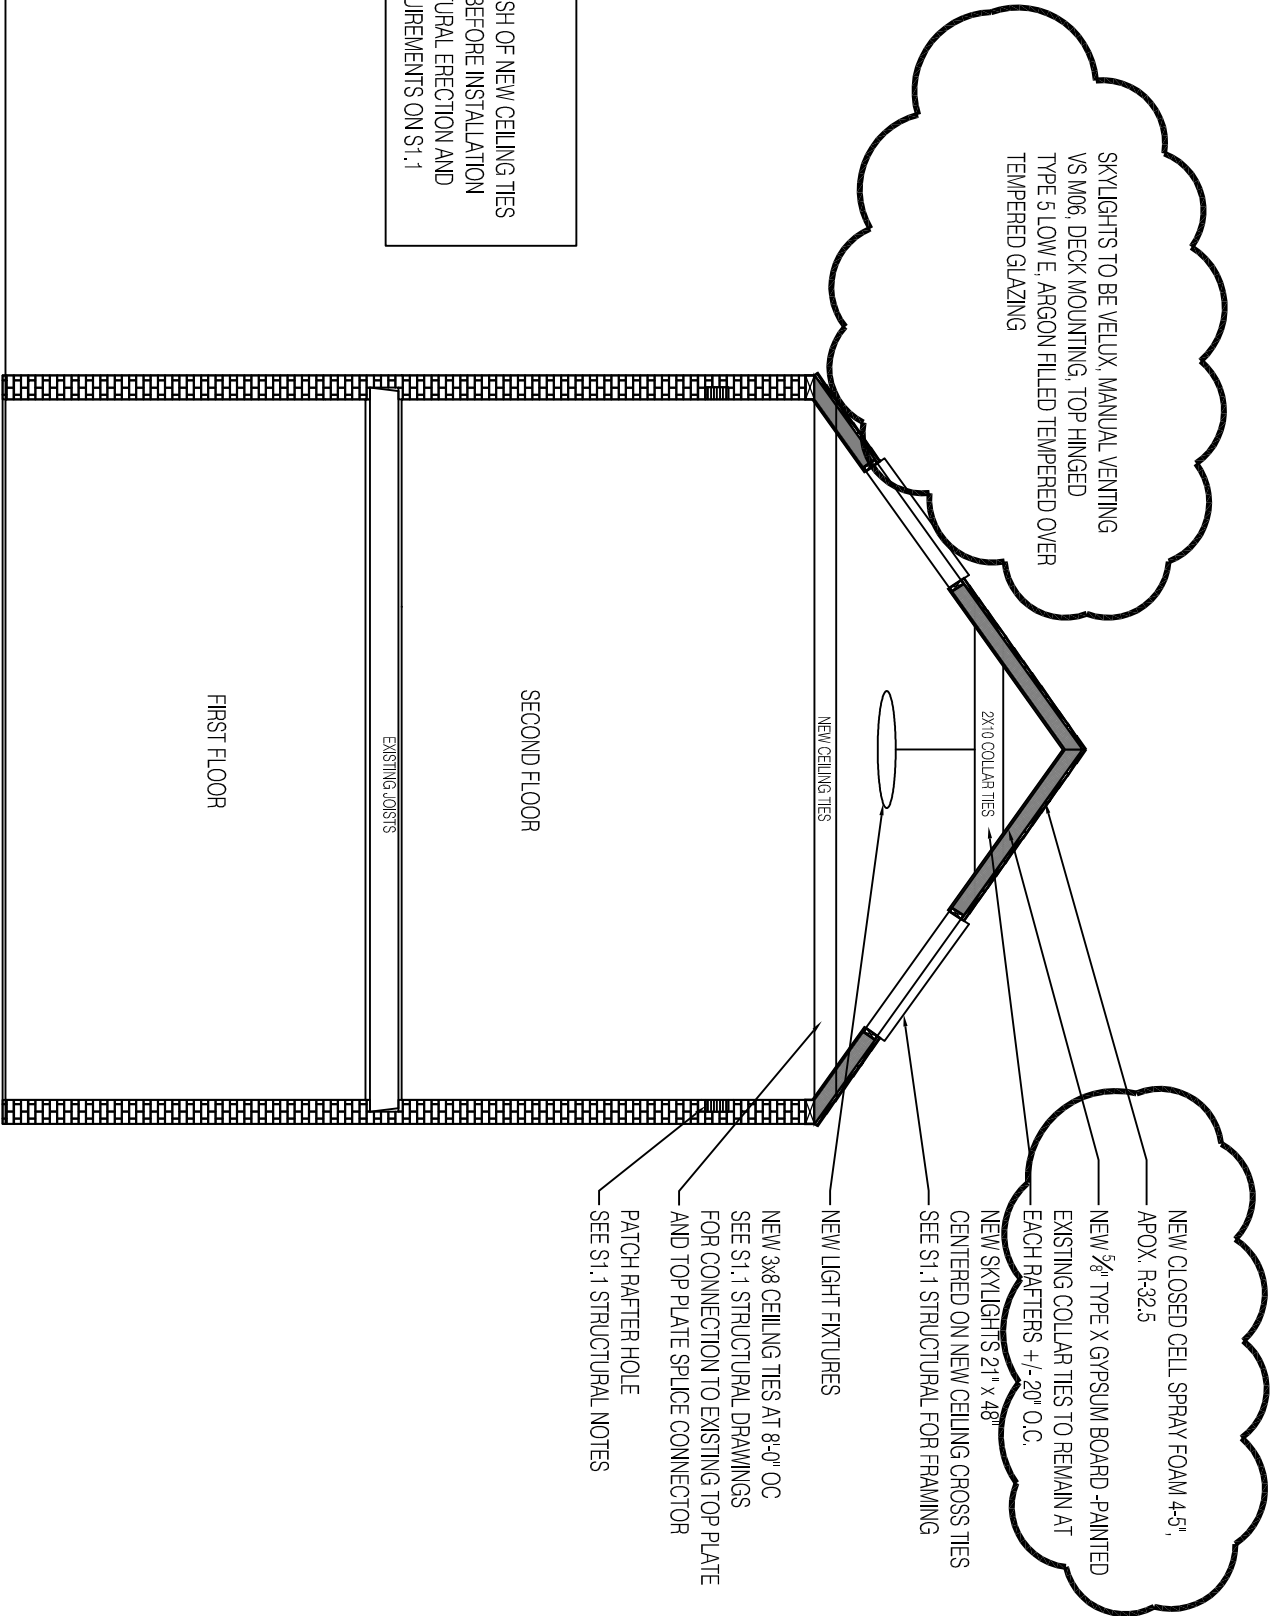 SKYLIGHTS TO BE VELUX, MANUAL VENTING
VS M06, DECK MOUNTING, TOP HINGED
TYPE 5 LOW E, ARGON FILLED TEMPERED OVER
TEMPERED GLAZING
NEW CLOSED CELL SPRAY FOAM 4-5",
APOX. R-32.5
NEW 5/8" TYPE X GYPSUM BOARD -PAINTED
EXISTING COLLAR TIES TO REMAIN AT
EACH RAFTERS +/- 20" O.C.
NEW SKYLIGHTS 21" x 48"
CENTERED ON NEW CEILING CROSS TIES
SEE S1.1 STRUCTURAL FOR FRAMING
NEW LIGHT FIXTURES
NEW 3x8 CEIILNG TIES AT 8'-0" OC
SEE S1.1 STRUCTURAL DRAWINGS
FOR CONNECTION TO EXISTING TOP PLATE
AND TOP PLATE SPLICE CONNECTOR
PATCH RAFTER HOLE
SEE S1.1 STRUCTURAL NOTES
2X10 COLLAR TIES
NEW CEILING TIES
SECOND FLOOR
EXISTING JOISTS
FIRST FLOOR
SH OF NEW CEILING TIES
BEFORE INSTALLATION
TURAL ERECTION AND
UIREMENTS ON S1.1